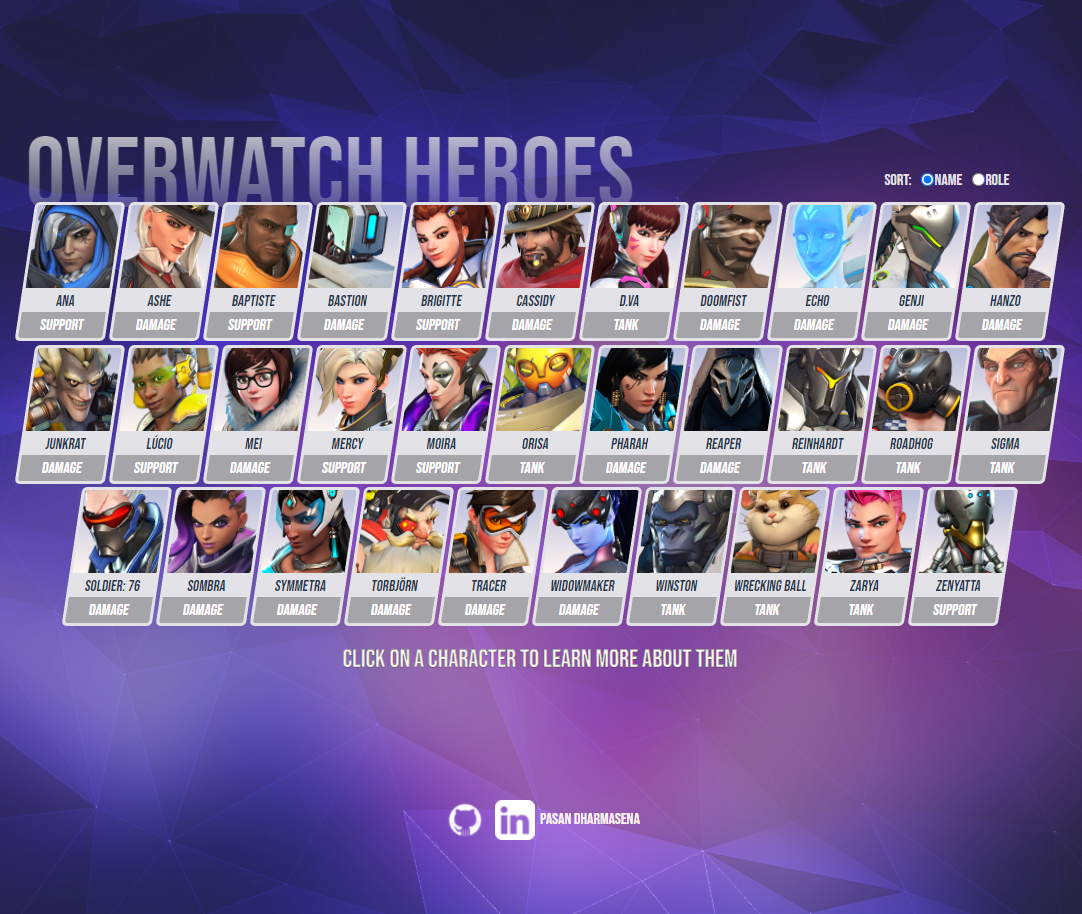 OVERWATCH HEROES
SORT: NAME ROLE
ANA ASHE BAPTISTE BASTION BRIGITTE CASSIDY D.VA DOOMFIST ECHO GENJI HANZO
SUPPORT DAMAGE SUPPORT DAMAGE SUPPORT DAMAGE TANK DAMAGE DAMAGE DAMAGE DAMAGE
JUNKRAT LÚCIO MEI MERCY MOIRA ORISA PHARAH REAPER REINHARDT ROADHOG SIGMA
DAMAGE SUPPORT DAMAGE SUPPORT SUPPORT TANK DAMAGE DAMAGE TANK TANK TANK
SOLDIER: 76 SOMBRA SYMMETRA TORBJÖRN TRACER WIDOWMAKER WINSTON WRECKING BALL ZARYA ZENYATTA
DAMAGE DAMAGE DAMAGE DAMAGE DAMAGE DAMAGE TANK TANK TANK SUPPORT
CLICK ON A CHARACTER TO LEARN MORE ABOUT THEM
in PASAN DHARMASENA